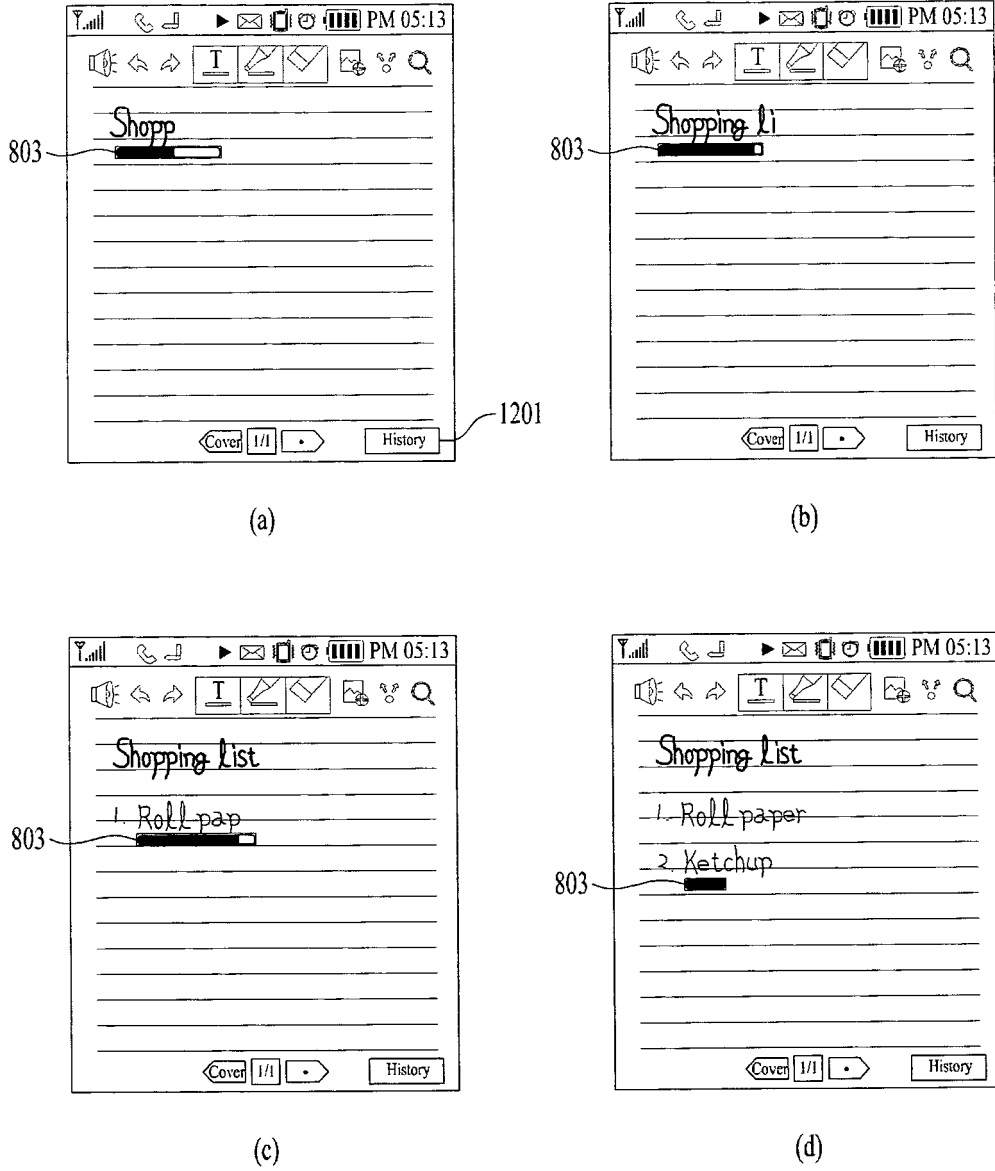 PM 05:13
T
Shopp
803
Cover 1/1 History
1201
(a)
PM 05:13
T
Shopping li
803
Cover 1/1 History
(b)
PM 05:13
T
Shopping list
1. Roll pap
803
Cover 1/1 History
(c)
PM 05:13
T
Shopping list
1. Roll paper
2. Ketchup
803
Cover 1/1 History
(d)